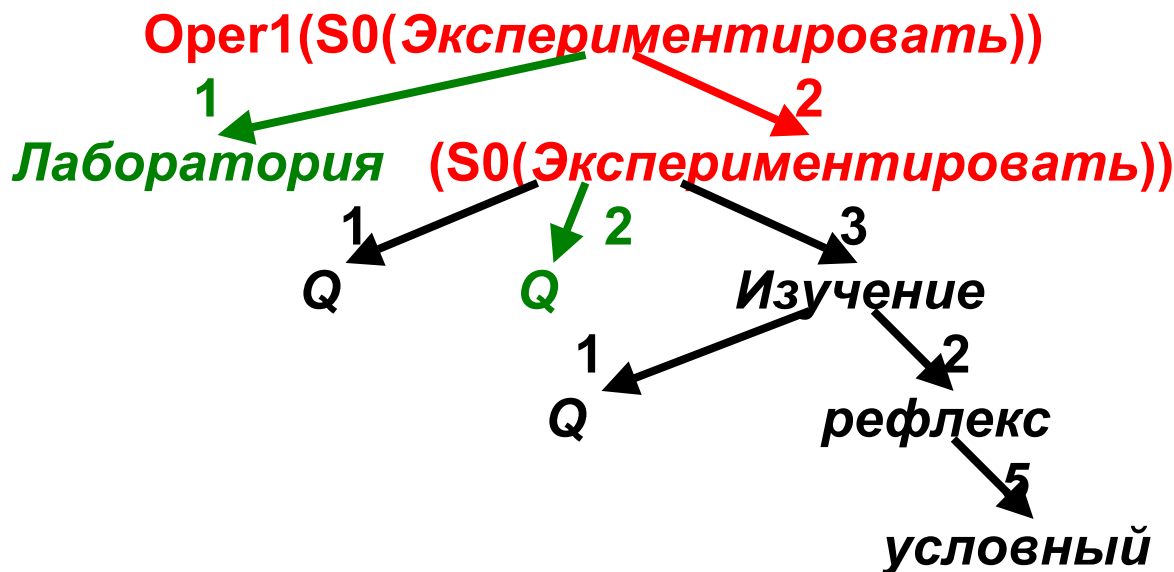 Oper1(S0(Экспериментировать))
1 2
Лаборатория (S0(Экспериментировать))
1 2 3
Q Q Изучение
1 2
Q рефлекс
5
условный